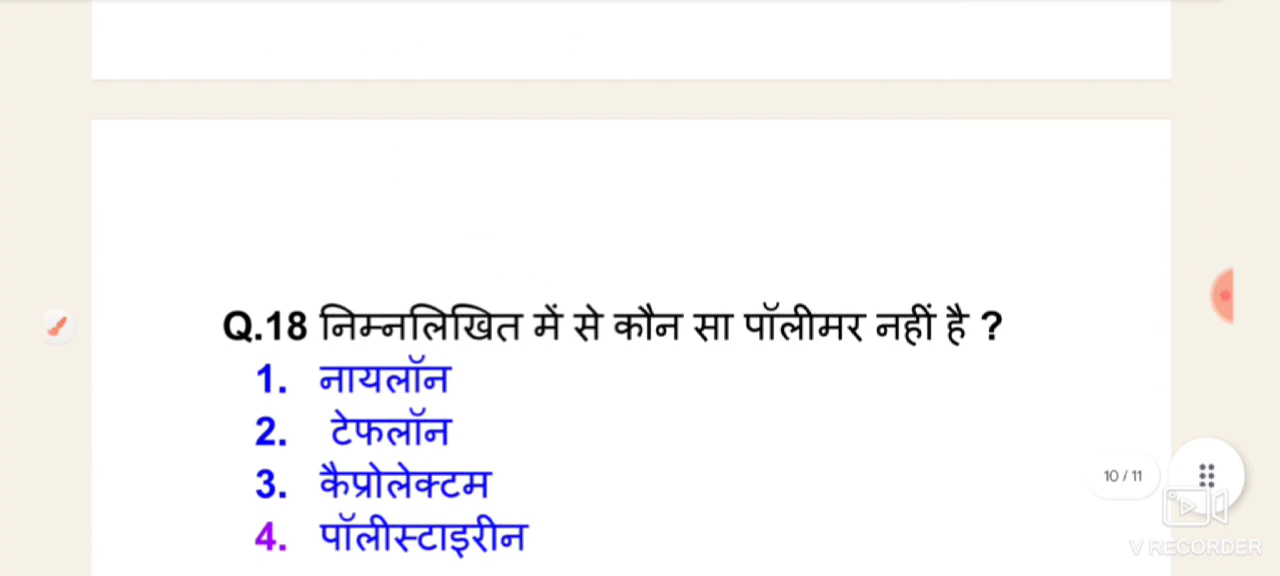 Q.18 निम्नलिखित में से कौन सा पॉलीमर नहीं है ?
1. नायलॉन
2. टेफलॉन
3. कैप्रोलेक्टम
4. पॉलीस्टाइरीन
10 / 11
V RECORDER